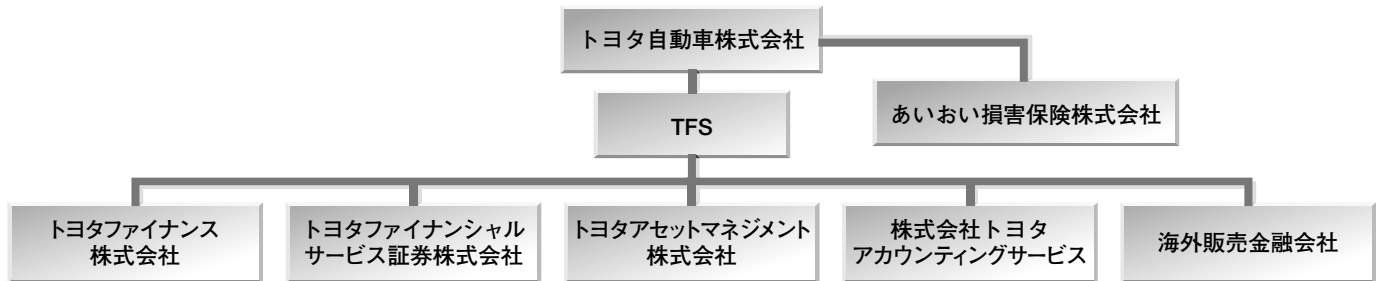 トヨタ自動車株式会社
あいおい損害保険株式会社
TFS
トヨタファイナンス
株式会社
トヨタファイナンシャル
サービス証券株式会社
トヨタアセットマネジメント
株式会社
株式会社トヨタ
アカウンティングサービス
海外販売金融会社